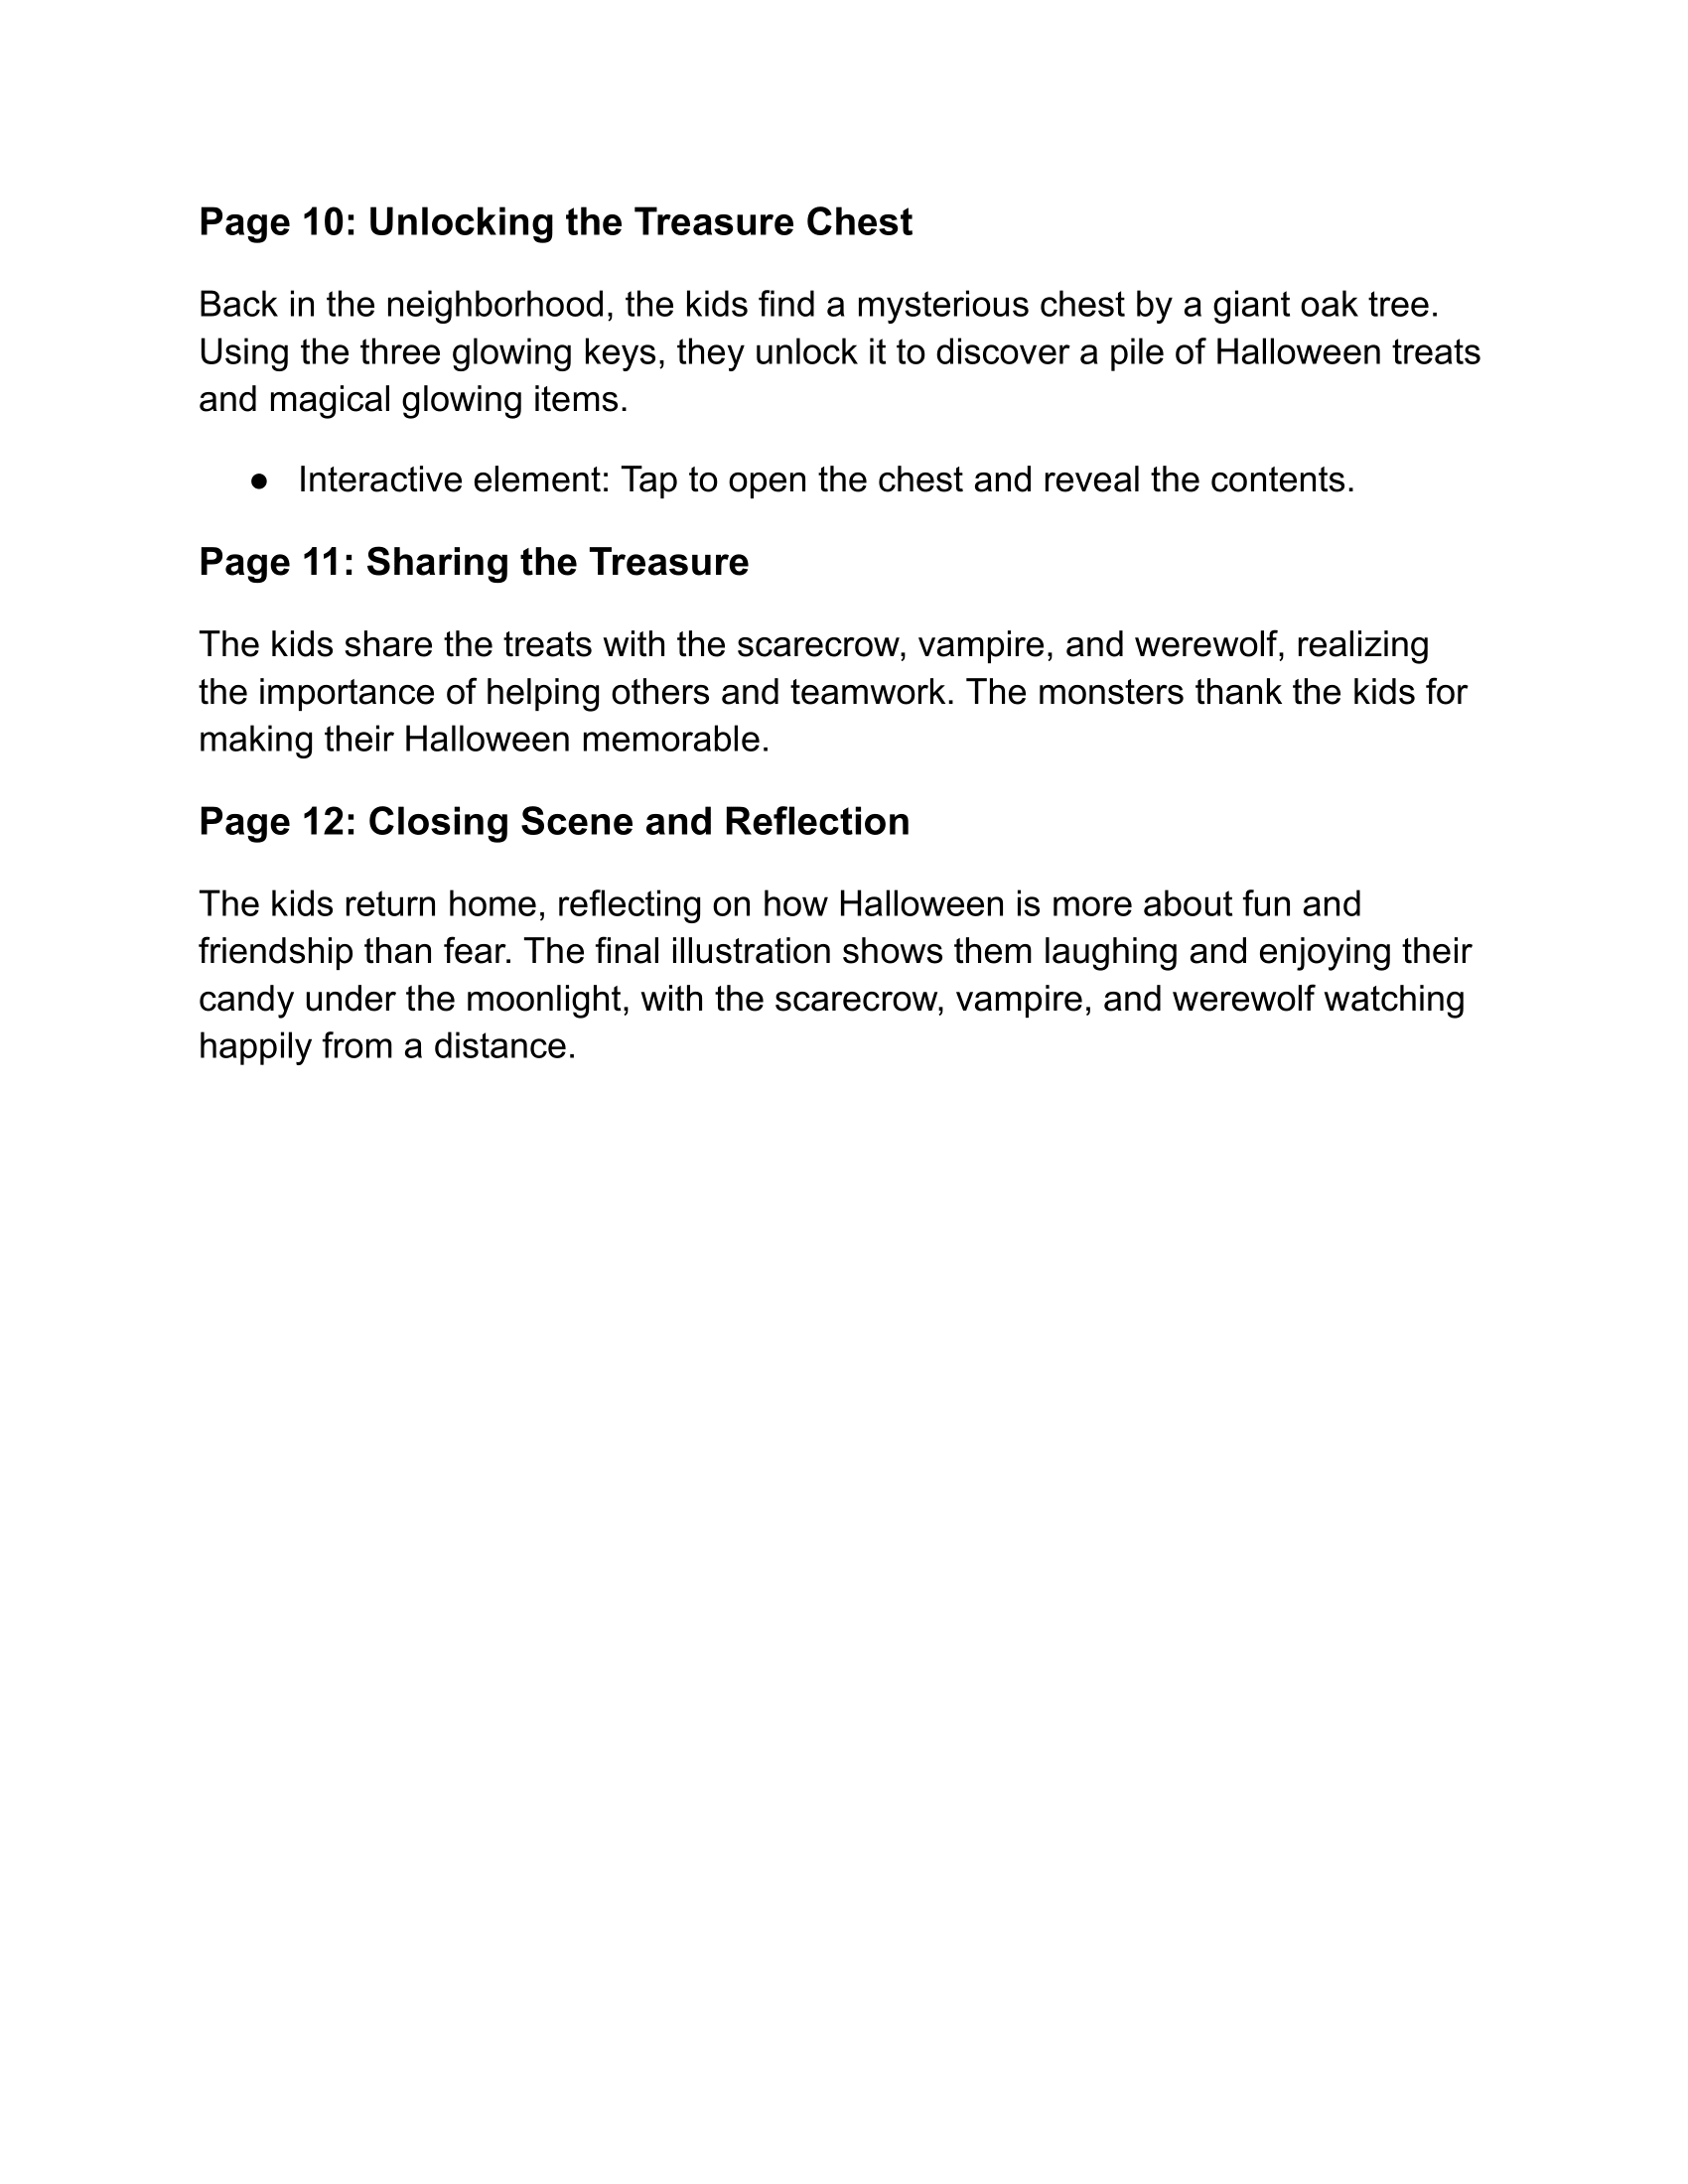 Page 10: Unlocking the Treasure Chest
Back in the neighborhood, the kids find a mysterious chest by a giant oak tree.
Using the three glowing keys, they unlock it to discover a pile of Halloween treats
and magical glowing items.
● Interactive element: Tap to open the chest and reveal the contents.
Page 11: Sharing the Treasure
The kids share the treats with the scarecrow, vampire, and werewolf, realizing
the importance of helping others and teamwork. The monsters thank the kids for
making their Halloween memorable.
Page 12: Closing Scene and Reflection
The kids return home, reflecting on how Halloween is more about fun and
friendship than fear. The final illustration shows them laughing and enjoying their
candy under the moonlight, with the scarecrow, vampire, and werewolf watching
happily from a distance.